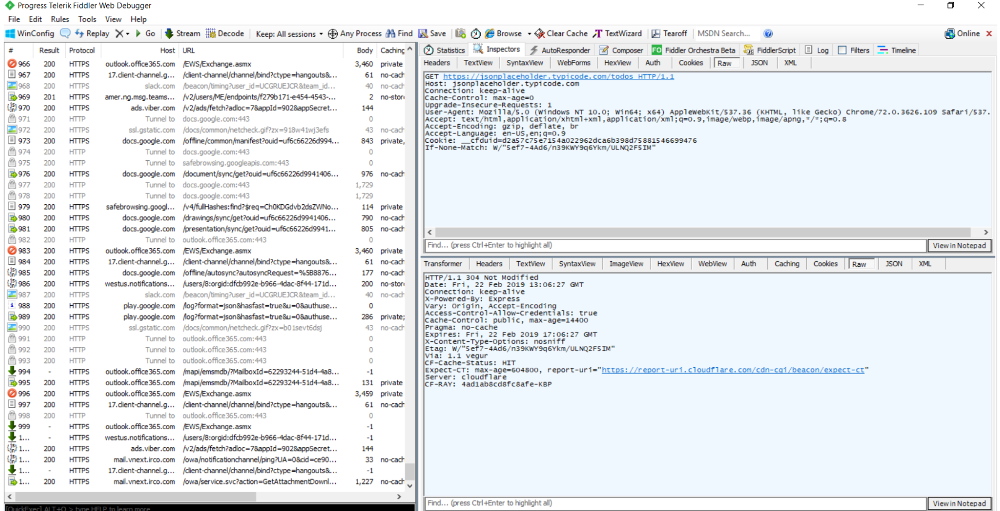 Progress Telerik Fiddler Web Debugger
File Edit Rules Tools View Help
WinConfig Replay Go Stream Decode Keep: All sessions Any Process Find Save Browse Clear Cache TextWizard Tearoff MSDN Search... Online
# Result Protocol Host URL Body Caching
966 200 HTTPS outlook.office365.com /EWS/Exchange.asmx 3,460 private
967 200 HTTPS 17.client-channel.g... /client-channel/channel/bind?ctype=hangouts&... 61 no-cach
968 200 HTTPS slack.com /beacon/timing?user_id=UCGRUEJCR&team_id... 40 no-cach
969 201 HTTPS amer.ng.msg.teams... /v2/users/ME/endpoints/f279b171-e454-4543-... 2 no-stor
970 200 HTTPS ads.viber.com /v2/ads/fetch?adloc=7&appId=902&appSecret... 144
971 200 HTTP Tunnel to docs.google.com:443 0
972 200 HTTPS ssl.gstatic.com /docs/common/netcheck.gif?zx=918w41wj3efs 43 no-cach
973 200 HTTPS docs.google.com /offline/common/manifest?ouid=uf6c66226d994... 843 private,
974 200 HTTP Tunnel to docs.google.com:443 0
975 200 HTTP Tunnel to safebrowsing.googleapis.com:443 0
976 200 HTTPS docs.google.com /document/sync/get?ouid=uf6c66226d9941406... 976 no-cach
977 200 HTTP Tunnel to docs.google.com:443 1,729
978 200 HTTP Tunnel to docs.google.com:443 1,729
979 200 HTTPS safebrowsing.googl... /v4/fullHashes:find?$req=Ch0KDGdvb2dsZWNo... 114 private
980 200 HTTPS docs.google.com /drawings/sync/get?ouid=uf6c66226d9941406... 790 no-cach
981 200 HTTPS docs.google.com /presentation/sync/get?ouid=uf6c66226d9941... 805 no-cach
982 200 HTTP Tunnel to outlook.office365.com:443 0
983 200 HTTPS outlook.office365.com /EWS/Exchange.asmx 3,460 private
984 200 HTTPS 17.client-channel.g... /client-channel/channel/bind?ctype=hangouts&... 61 no-cach
985 200 HTTPS docs.google.com /offline/autosync?autosyncRequest=%5B8876... 177 no-cach
986 200 HTTPS westus.notifications... /users/8:orgid:dfcb992e-b966-4dac-8f44-171d... 200 no-stor
987 200 HTTPS slack.com /beacon/timing?user_id=UCGRUEJCR&team_id... 40 no-cach
988 200 HTTPS play.google.com /log?format=json&hasfast=true&u=0&authuse... 0
989 200 HTTPS play.google.com /log?format=json&hasfast=true&u=0&authuse... 286 private;
990 200 HTTPS ssl.gstatic.com /docs/common/netcheck.gif?zx=b01sevt6dsj 43 no-cach
991 200 HTTP Tunnel to outlook.office365.com:443 0
992 200 HTTP Tunnel to outlook.office365.com:443 0
993 200 HTTP Tunnel to outlook.office365.com:443 0
994 - HTTPS outlook.office365.com /mapi/emsmdb/?MailboxId=62293244-51d4-4a8... -1
995 200 HTTPS outlook.office365.com /mapi/emsmdb/?MailboxId=62293244-51d4-4a8... 131 private
996 200 HTTPS outlook.office365.com /EWS/Exchange.asmx 3,459 private
997 200 HTTPS 17.client-channel.g... /client-channel/channel/bind?ctype=hangouts&... 61 no-cach
998 200 HTTP Tunnel to outlook.office365.com:443 0
999 - HTTPS outlook.office365.com /EWS/Exchange.asmx -1
1... - HTTPS westus.notifications... /users/8:orgid:dfcb992e-b966-4dac-8f44-171d... -1
1... 200 HTTPS ads.viber.com /v2/ads/fetch?adloc=7&appId=902&appSecret... 144
1... 200 HTTPS mail.vnext.irco.com /owa/notificationchannel/ping?UA=0&cid=ce90... 33 no-cach
1... - HTTPS 17.client-channel.g... /client-channel/channel/bind?ctype=hangouts&... -1
1... 200 HTTPS mail.vnext.irco.com /owa/service.svc?action=GetAttachmentDownl... 1,227 no-cach
[QuickExec] ALT+Q > type HELP to learn more
Statistics Inspectors AutoResponder Composer FO Fiddler Orchestra Beta FiddlerScript Log Filters Timeline
Headers TextView SyntaxView WebForms HexView Auth Cookies Raw JSON XML
GET https://jsonplaceholder.typicode.com/todos HTTP/1.1
Host: jsonplaceholder.typicode.com
Connection: keep-alive
Cache-Control: max-age=0
Upgrade-Insecure-Requests: 1
User-Agent: Mozilla/5.0 (Windows NT 10.0; Win64; x64) AppleWebKit/537.36 (KHTML, like Gecko) Chrome/72.0.3626.109 Safari/537.
Accept: text/html,application/xhtml+xml,application/xml;q=0.9,image/webp,image/apng,*/*;q=0.8
Accept-Encoding: gzip, deflate, br
Accept-Language: en-US,en;q=0.9
Cookie: __cfduid=d2a57c75e7154a022962dca6b398d75881546699476
If-None-Match: W/"5ef7-4Ad6/n39KWY9q6Ykm/ULNQ2F5IM"
Find... (press Ctrl+Enter to highlight all) View in Notepad
Transformer Headers TextView SyntaxView ImageView HexView WebView Auth Caching Cookies Raw JSON XML
HTTP/1.1 304 Not Modified
Date: Fri, 22 Feb 2019 13:06:27 GMT
Connection: keep-alive
X-Powered-By: Express
Vary: Origin, Accept-Encoding
Access-Control-Allow-Credentials: true
Cache-Control: public, max-age=14400
Pragma: no-cache
Expires: Fri, 22 Feb 2019 17:06:27 GMT
X-Content-Type-Options: nosniff
Etag: W/"5ef7-4Ad6/n39KWY9q6Ykm/ULNQ2F5IM"
Via: 1.1 vegur
CF-Cache-Status: HIT
Expect-CT: max-age=604800, report-uri="https://report-uri.cloudflare.com/cdn-cgi/beacon/expect-ct"
Server: cloudflare
CF-RAY: 4ad1ab8cd8fc8afe-KBP
Find... (press Ctrl+Enter to highlight all) View in Notepad